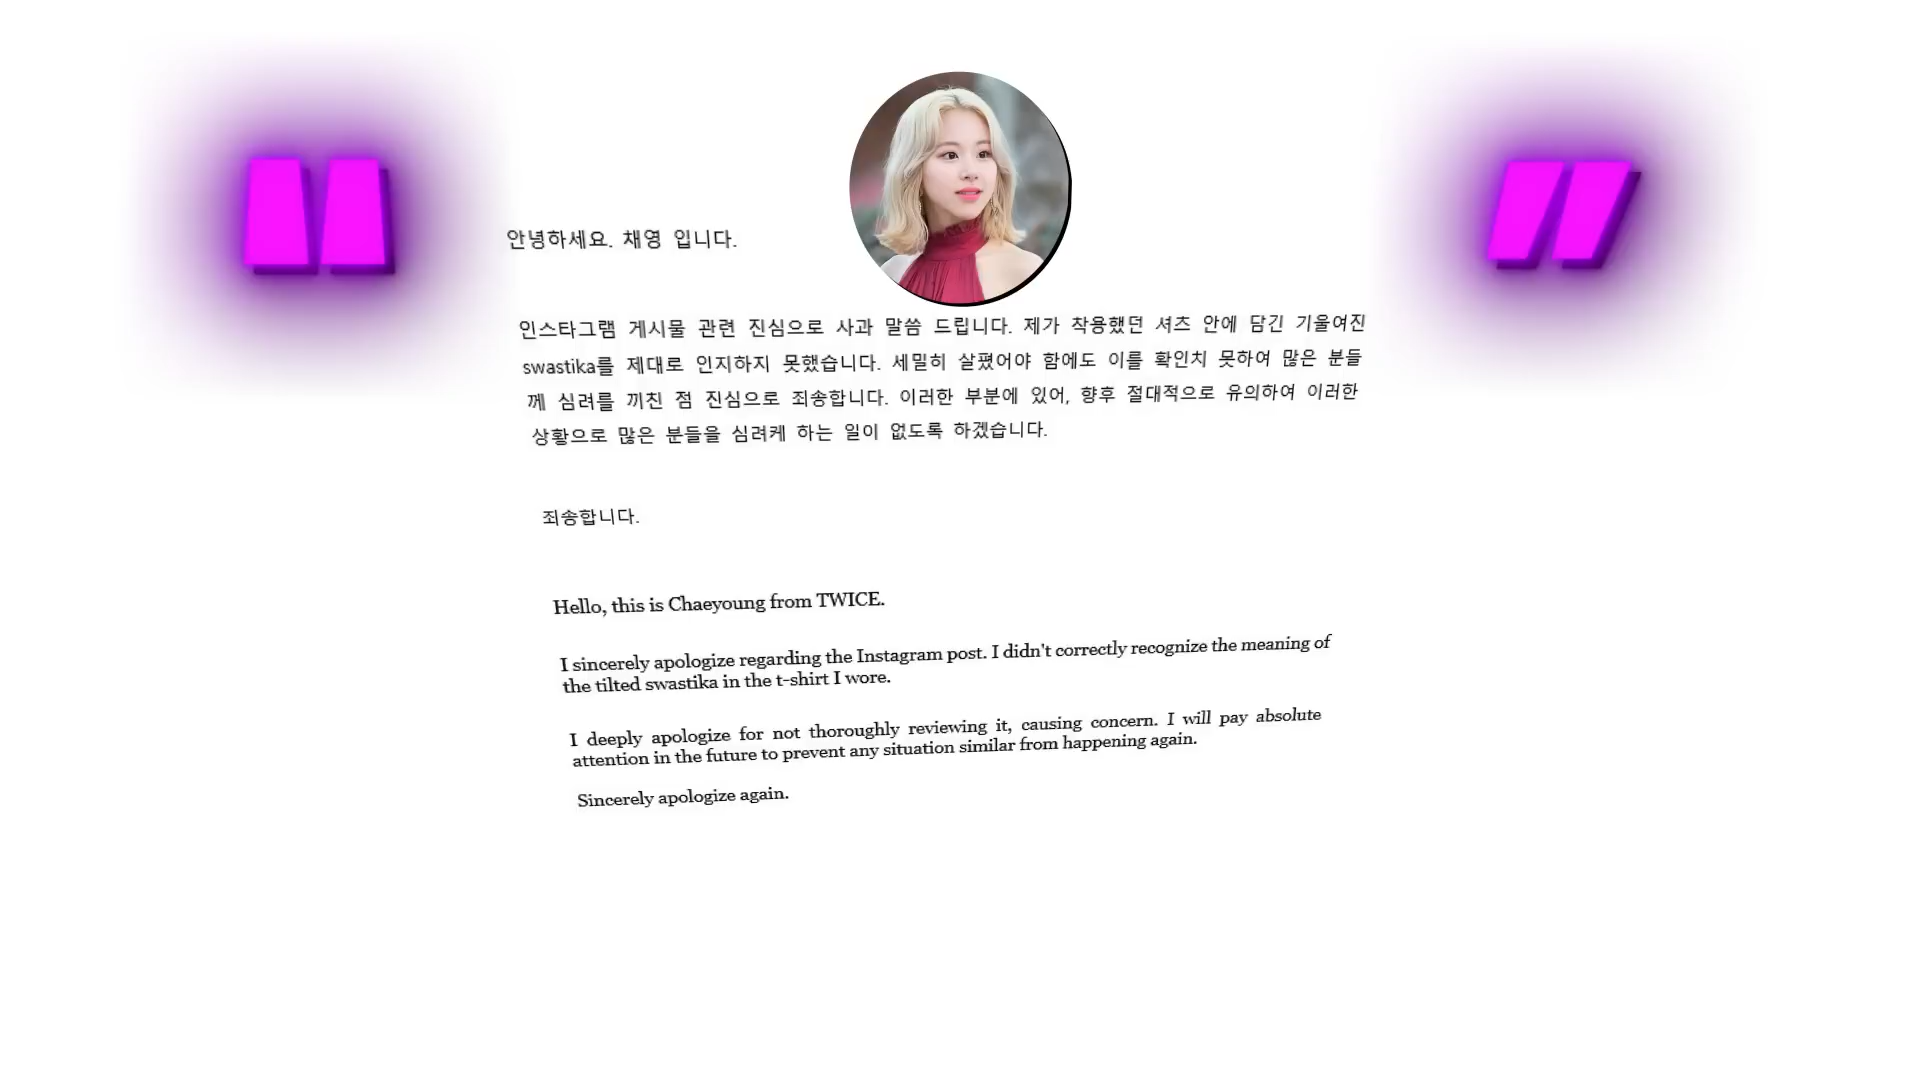 안녕하세요. 채영 입니다.
인스타그램 게시물 관련 진심으로 사과 말씀 드립니다. 제가 착용했던 셔츠 안에 담긴 기울여진
swastika를 제대로 인지하지 못했습니다. 세밀히 살폈어야 함에도 이를 확인치 못하여 많은 분들
께 심려를 끼친 점 진심으로 죄송합니다. 이러한 부분에 있어, 향후 절대적으로 유의하여 이러한
상황으로 많은 분들을 심려케 하는 일이 없도록 하겠습니다.
죄송합니다.
Hello, this is Chaeyoung from TWICE.
I sincerely apologize regarding the Instagram post. I didn't correctly recognize the meaning of
the tilted swastika in the t-shirt I wore.
I deeply apologize for not thoroughly reviewing it, causing concern. I will pay absolute
attention in the future to prevent any situation similar from happening again.
Sincerely apologize again.